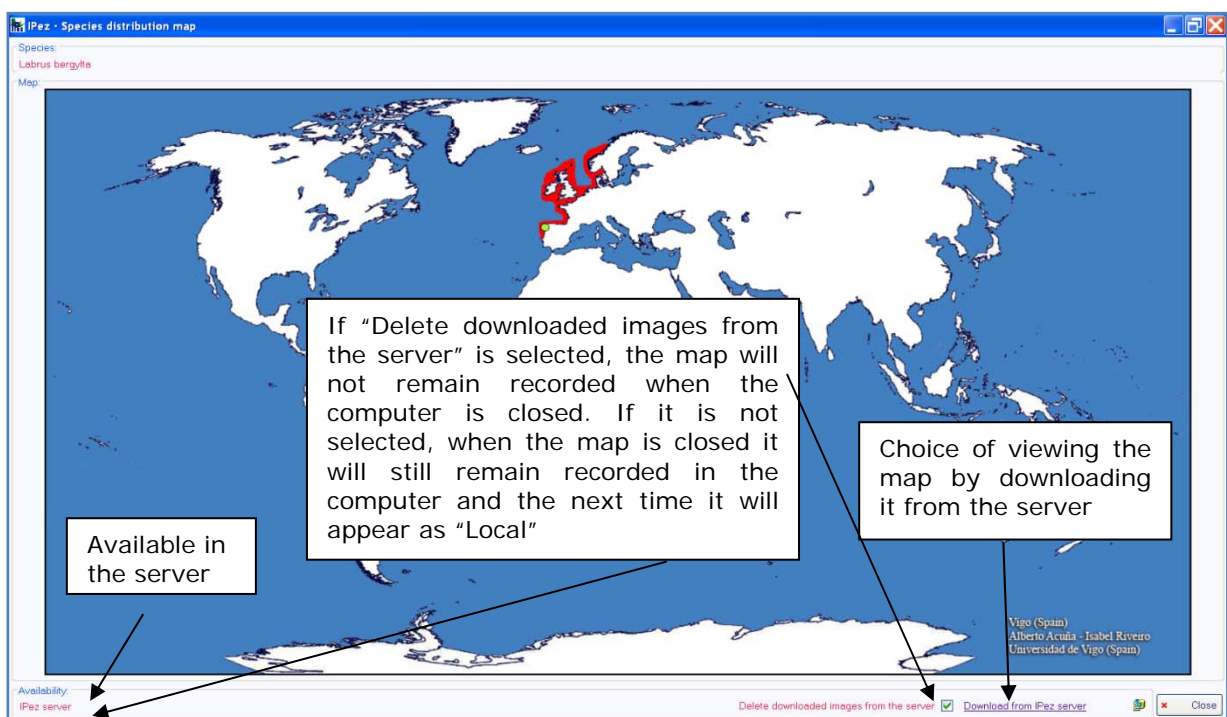 IPez - Species distribution map
Species:
Labrus bergylta
Map:
If “Delete downloaded images from
the server” is selected, the map will
not remain recorded when the
computer is closed. If it is not
selected, when the map is closed it
will still remain recorded in the
computer and the next time it will
appear as “Local”
Choice of viewing the
map by downloading
it from the server
Available in
the server
Vigo (Spain)
Alberto Acuña - Isabel Riveiro
Universidad de Vigo (Spain)
Availability:
IPez server
Delete downloaded images from the server
Download from IPez server
Close